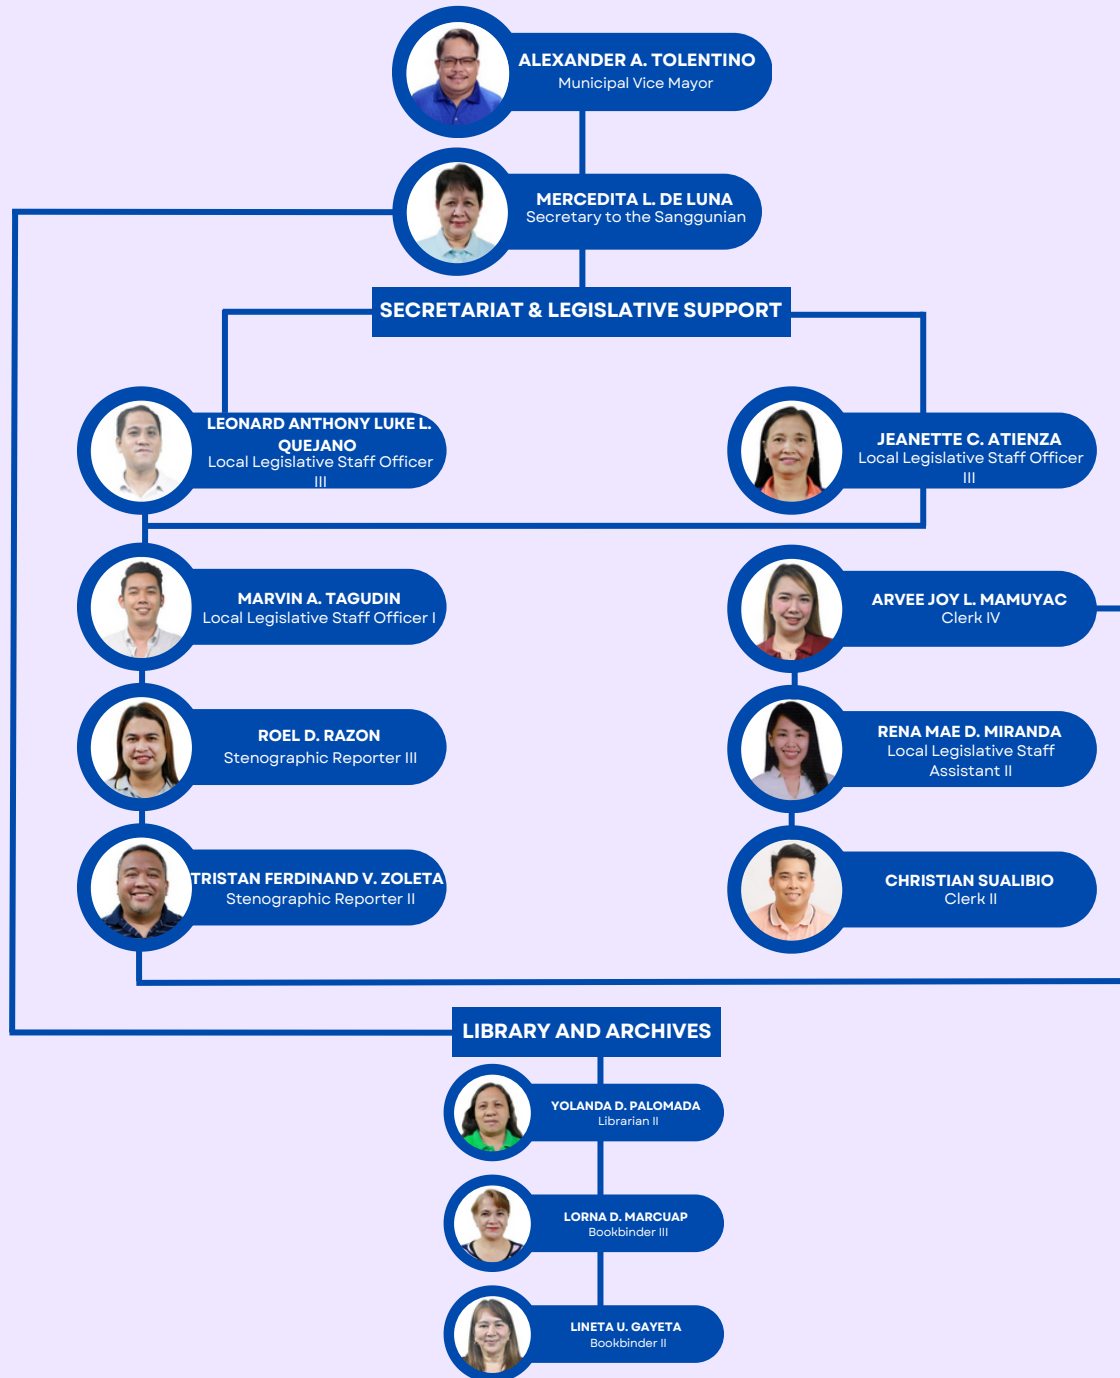 ALEXANDER A. TOLENTINO
Municipal Vice Mayor
MERCEDITA L. DE LUNA
Secretary to the Sanggunian
SECRETARIAT & LEGISLATIVE SUPPORT
LEONARD ANTHONY LUKE L.
QUEJANO
Local Legislative Staff Officer
III
JEANETTE C. ATIENZA
Local Legislative Staff Officer
III
MARVIN A. TAGUDIN
Local Legislative Staff Officer I
ARVEE JOY L. MAMUYAC
Clerk IV
ROEL D. RAZON
Stenographic Reporter III
RENA MAE D. MIRANDA
Local Legislative Staff
Assistant II
TRISTAN FERDINAND V. ZOLETA
Stenographic Reporter II
CHRISTIAN SUALIBIO
Clerk II
LIBRARY AND ARCHIVES
YOLANDA D. PALOMADA
Librarian II
LORNA D. MARCUAP
Bookbinder III
LINETA U. GAYETA
Bookbinder II